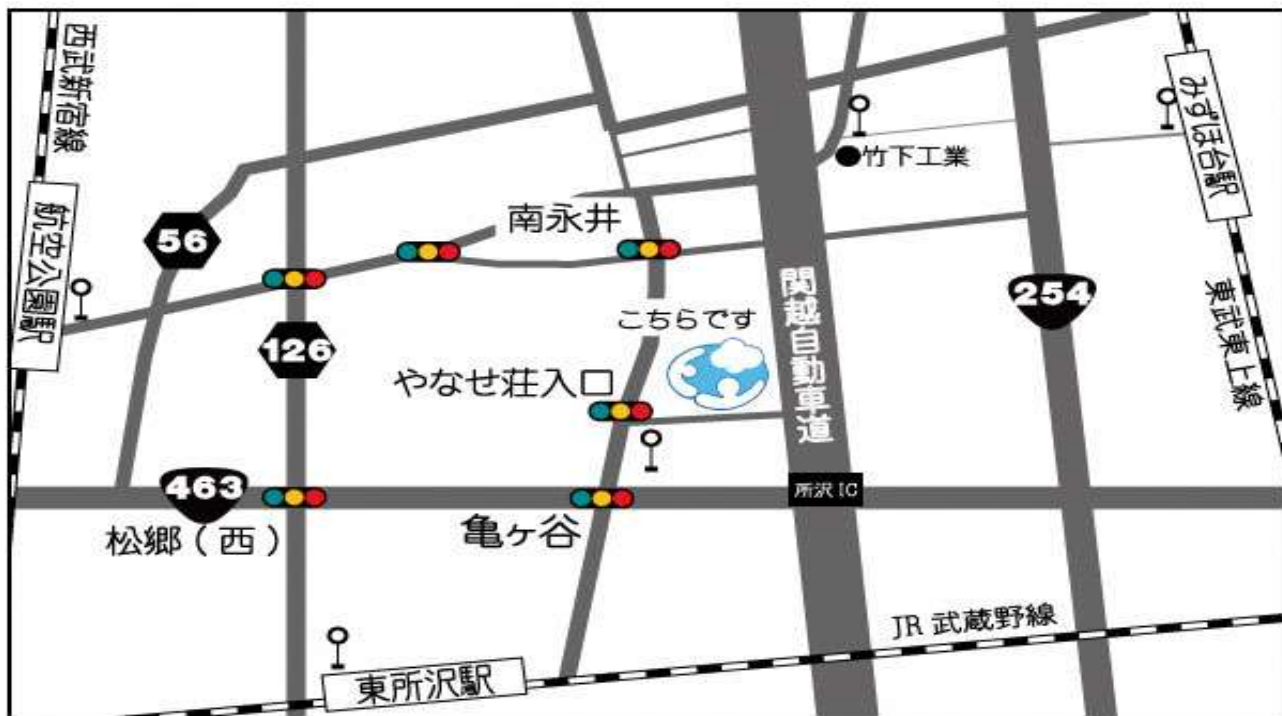 西武新宿線
みずほ台駅
竹下工業
航空公園駅
南永井
56
254
関越自動車道
こちらです
東武東上線
126
やなせ荘入口
463
所沢IC
松郷（西）
亀ヶ谷
JR 武蔵野線
東所沢駅